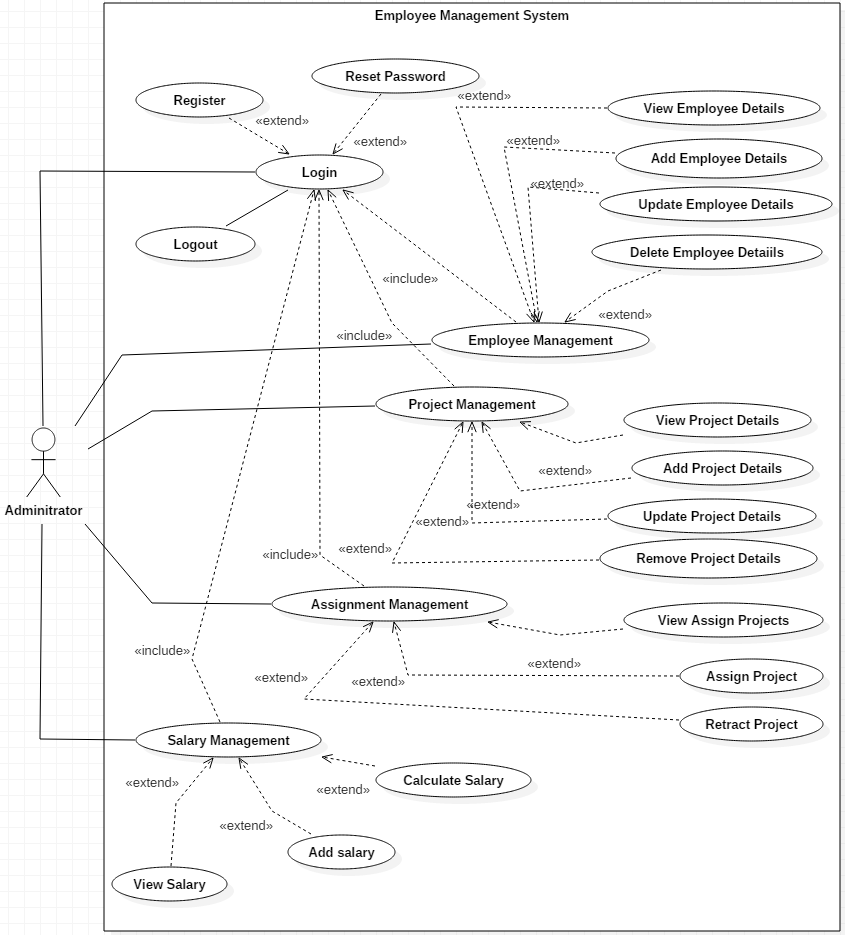 Employee Management System
Reset Password
Register
«extend»
«extend»
«extend»
View Employee Details
Login
«extend»
Add Employee Details
«extend»
Update Employee Details
Logout
Delete Employee Detaiils
«include»
«extend»
«include»
Employee Management
Project Management
View Project Details
«extend»
Add Project Details
«extend»
Adminitrator
«extend»
Update Project Details
«extend»
Remove Project Details
«include»
Assignment Management
View Assign Projects
«include»
«extend»
«extend»
«extend»
Assign Project
Retract Project
Salary Management
«extend»
«extend»
Calculate Salary
«extend»
Add salary
View Salary